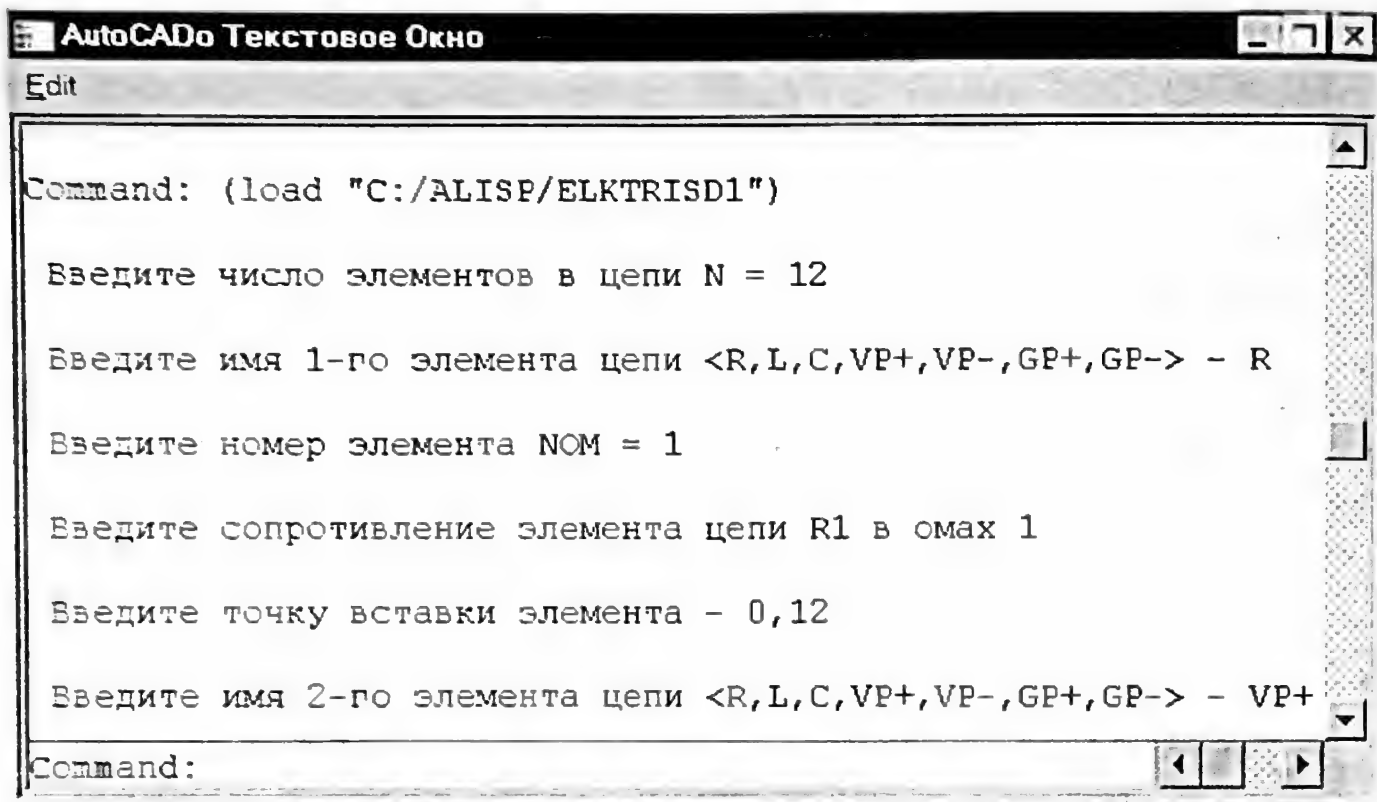 AutoCADo Текстовое Окно
Edit
Command: (load "C:/ALISP/ELKTRISD1")
Введите число элементов в цепи N = 12
Введите имя 1-го элемента цепи <R,L,C,VP+,VP-,GP+,GP-> - R
Введите номер элемента NOM = 1
Введите сопротивление элемента цепи R1 в омах 1
Введите точку вставки элемента - 0,12
Введите имя 2-го элемента цепи <R,L,C,VP+,VP-,GP+,GP-> - VP+
Command: